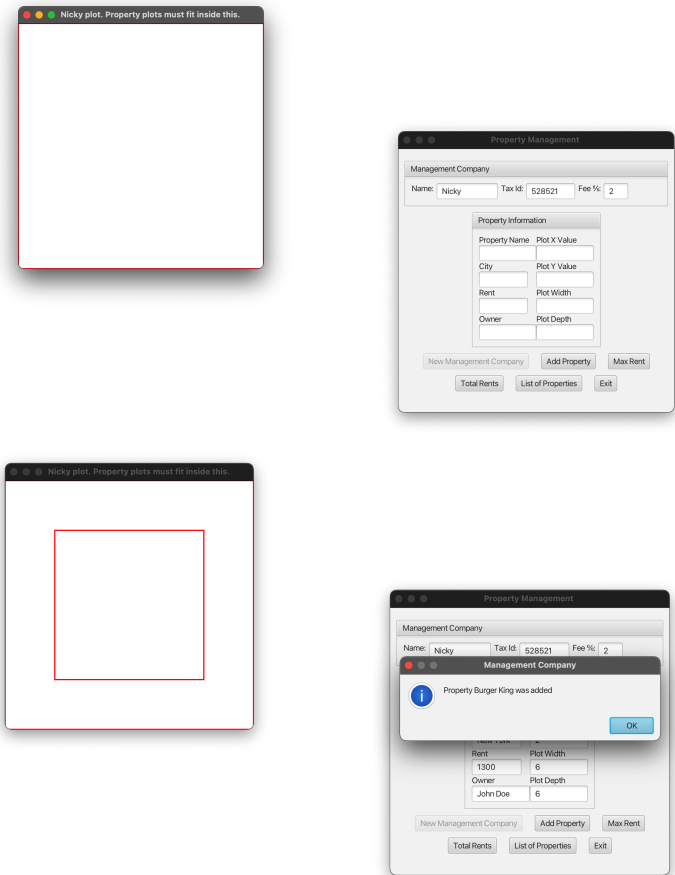 Nicky plot. Property plots must fit inside this.
Property Management
Management Company
Name: Nicky Tax Id: 528521 Fee %: 2
Property Information
Property Name Plot X Value
City Plot Y Value
Rent Plot Width
Owner Plot Depth
New Management Company Add Property Max Rent
Total Rents List of Properties Exit
Nicky plot. Property plots must fit inside this.
Property Management
Management Company
Name: Nicky Tax Id: 528521 Fee %: 2
Management Company
Property Burger King was added
OK
New York 2
Rent Plot Width
1300 6
Owner Plot Depth
John Doe 6
New Management Company Add Property Max Rent
Total Rents List of Properties Exit